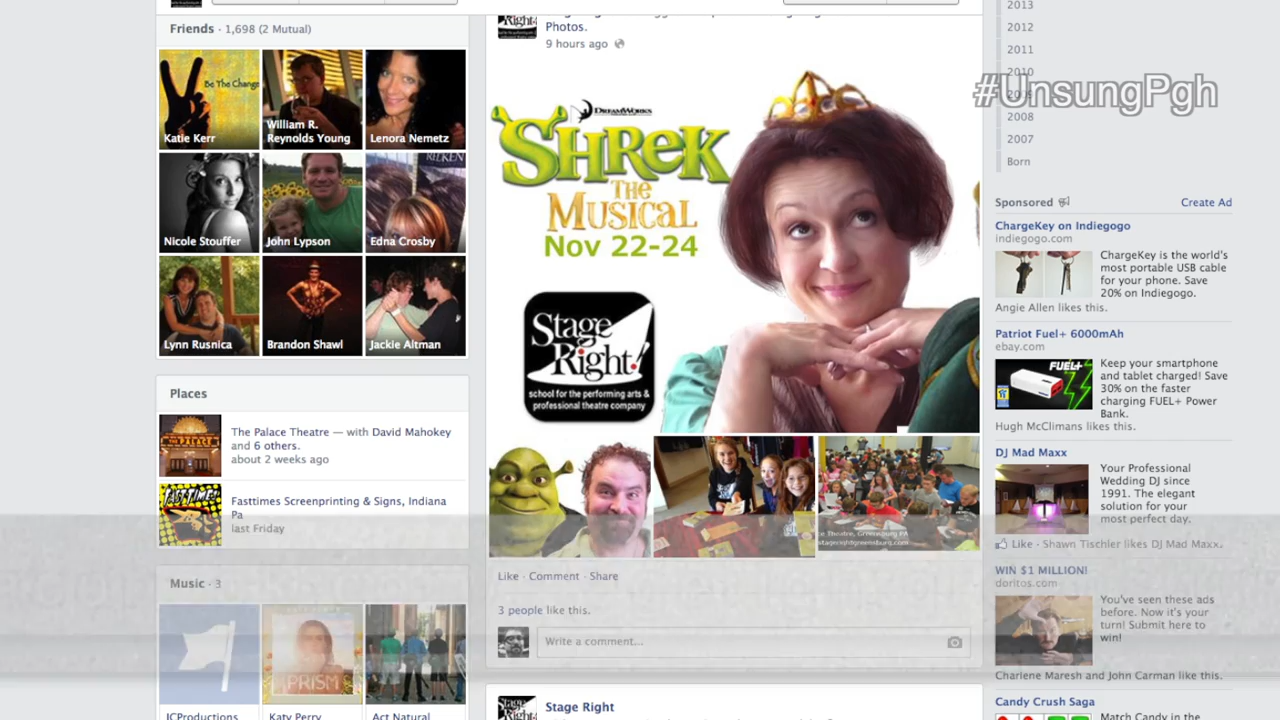 Friends · 1,698 (2 Mutual)
Be The Change
Katie Kerr
William R.
Reynolds Young
Lenora Nemetz
Nicole Stouffer
John Lypson
Edna Crosby
Lynn Rusnica
Brandon Shawl
Jackie Altman
Places
The Palace Theatre — with David Mahokey
and 6 others.
about 2 weeks ago
FAST TIMES
Fasttimes Screenprinting & Signs, Indiana
Pa
last Friday
Music · 3
PRISM
JCProductions
Katy Perry
Act Natural
Photos.
9 hours ago
DREAMWORKS
SHREK
THE
MUSICAL
Nov 22-24
Stage
Right!
school for the performing arts &
professional theatre company
Theatre, Greensburg PA
Like · Comment · Share
3 people like this.
Write a comment...
Stage Right
2013
2012
2011
2010
2009
2008
2007
Born
#UnsungPgh
Sponsored
Create Ad
ChargeKey on Indiegogo
indiegogo.com
ChargeKey is the world's
most portable USB cable
for your phone. Save
20% on Indiegogo.
Angie Allen likes this.
Patriot Fuel+ 6000mAh
ebay.com
FUEL+
Keep your smartphone
and tablet charged! Save
30% on the faster
charging FUEL+ Power
Bank.
Hugh McClimans likes this.
DJ Mad Maxx
Your Professional
Wedding DJ since
1991. The elegant
solution for your
most perfect day.
Like · Shawn Tischler likes DJ Mad Maxx.
WIN $1 MILLION!
doritos.com
You've seen these ads
before. Now it's your
turn! Submit here to
win!
Charlene Maresh and John Carman like this.
Candy Crush Saga
Match Candy in the